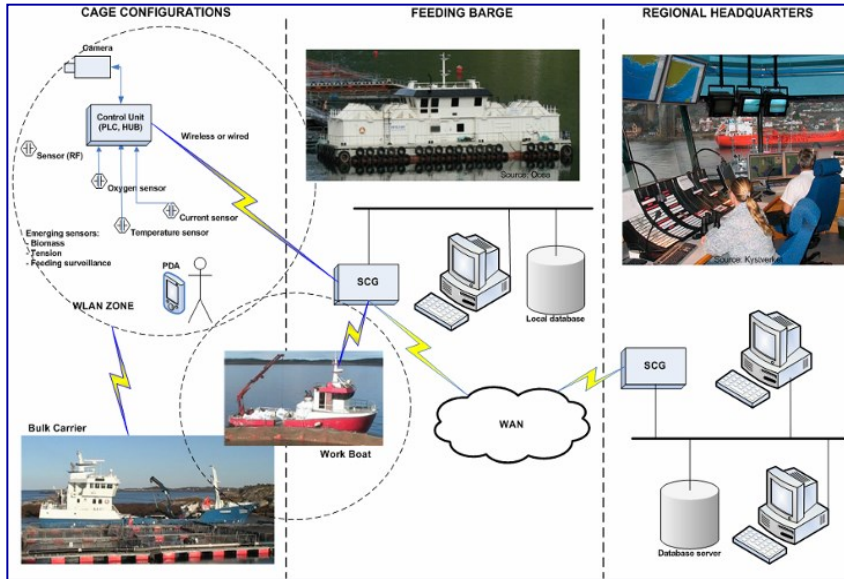 CAGE CONFIGURATIONS
FEEDING BARGE
REGIONAL HEADQUARTERS
Camera
Control Unit
(PLC, HUB)
Wireless or wired
Sensor (RF)
Oxygen sensor
Current sensor
Temperature sensor
Emerging sensors:
- Biomass
- Tension
- Feeding surveillance
PDA
WLAN ZONE
Source: Ocea
SCG
Local database
Source: Kystverket
SCG
WAN
Bulk Carrier
Work Boat
Database server